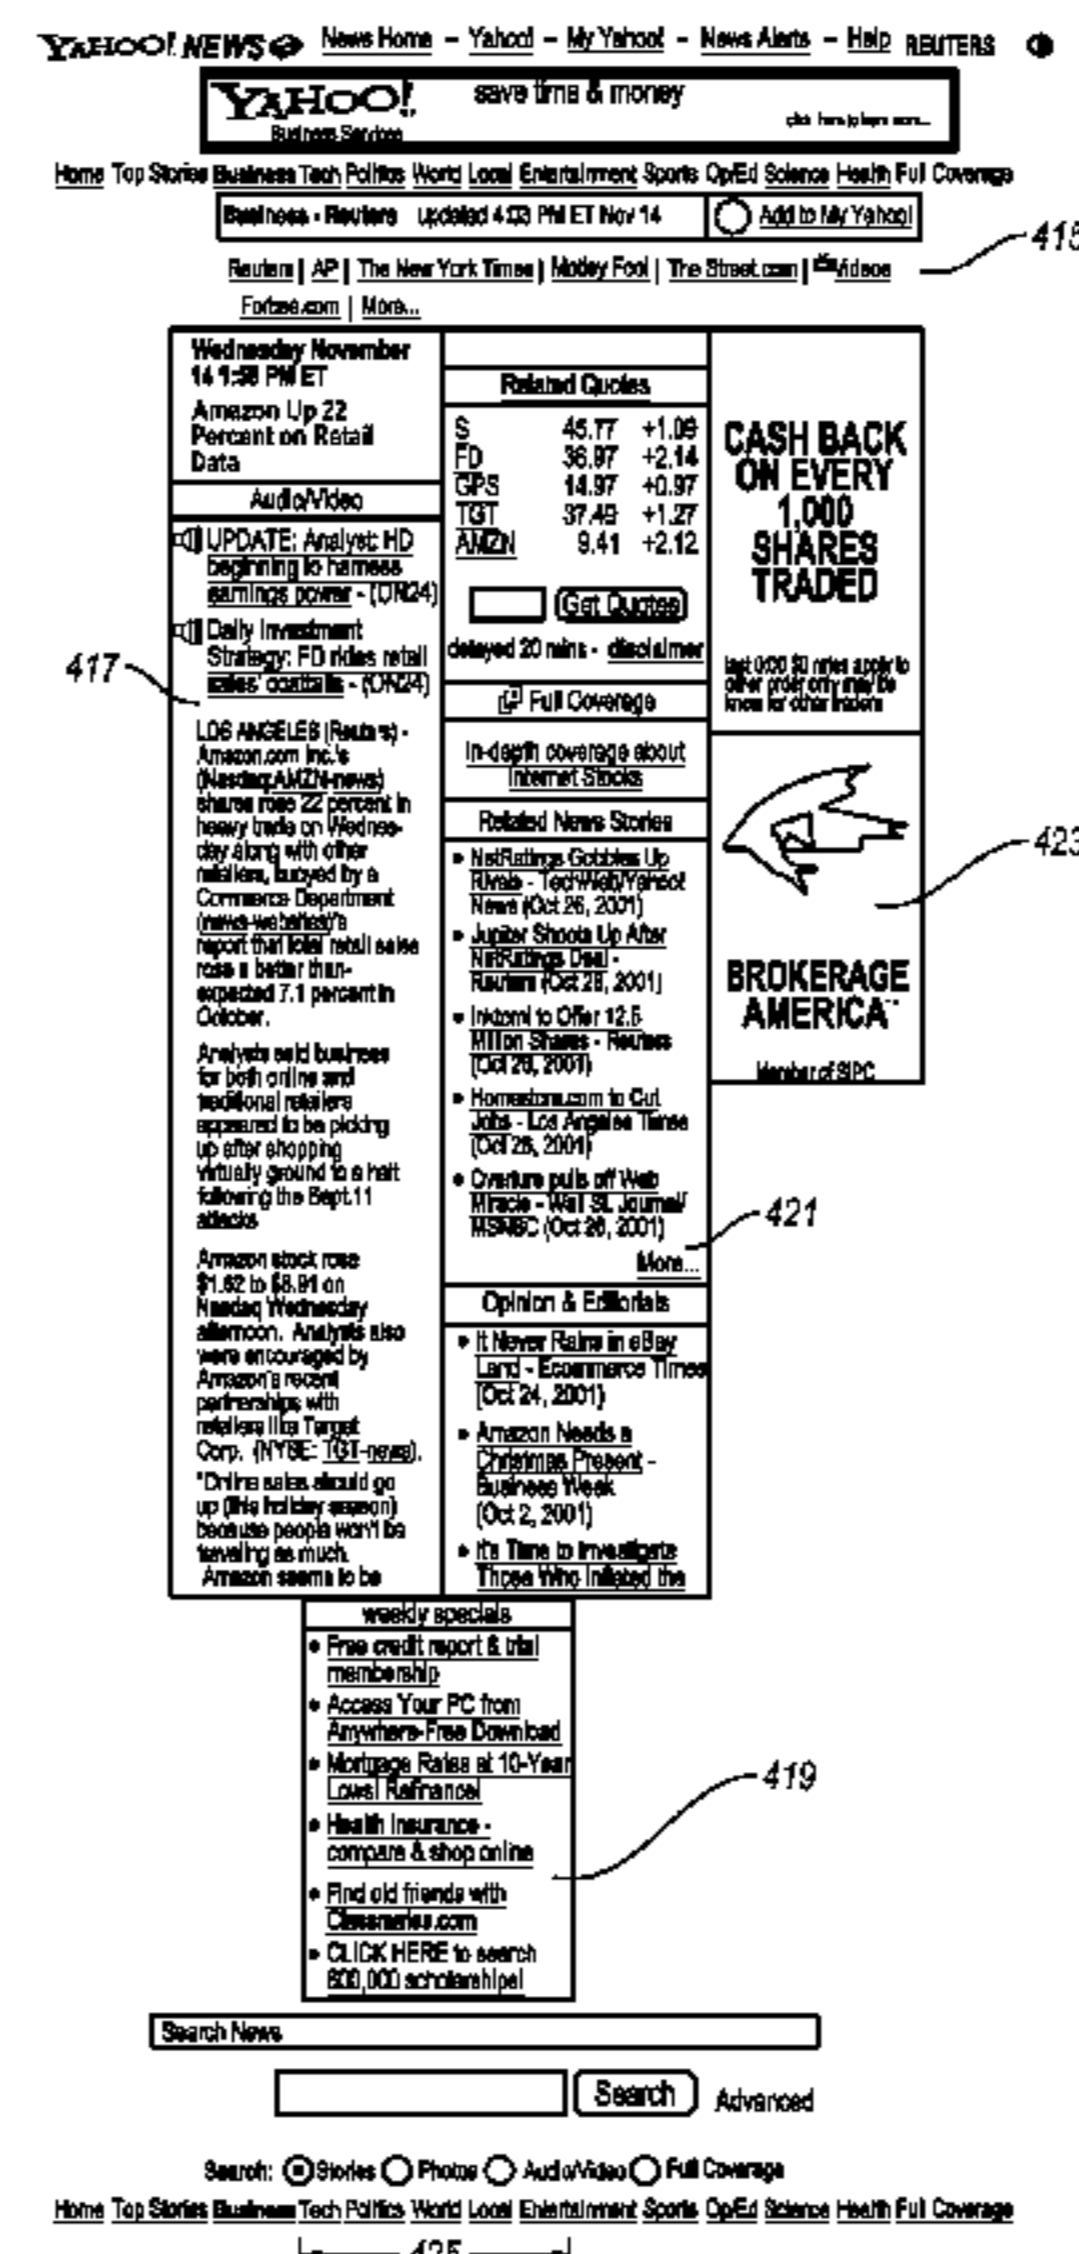 YAHOO! NEWS News Home - Yahoo! - My Yahoo! - News Alerts - Help REUTERS
YAHOO! save time & money
Business Services
Home Top Stories Business Tech Politics World Local Entertainment Sports Op/Ed Science Health Full Coverage
Business - Reuters updated 4:03 PM ET Nov 14 Add to My Yahoo!
Reuters | AP | The New York Times | Motley Fool | The Street.com | Videos
Forbes.com | More...
Wednesday November
14 1:58 PM ET
Amazon Up 22
Percent on Retail
Data
Audio/Video
UPDATE: Analyst: HD
beginning to harness
earnings power - (ON24)
Daily Investment
Strategy: FD rides retail
sales' coattails - (ON24)
417
LOS ANGELES (Reuters) -
Amazon.com Inc.'s
(Nasdaq:AMZN-news)
shares rose 22 percent in
heavy trade on Wednes-
day along with other
retailers, buoyed by a
Commerce Department
(news-websites)'s
report that total retail sales
rose a better than-
expected 7.1 percent in
October.
Analysts said business
for both online and
traditional retailers
appeared to be picking
up after shopping
virtually ground to a halt
following the Sept.11
attacks
Amazon stock rose
$1.62 to $8.91 on
Nasdaq Wednesday
afternoon. Analysts also
were encouraged by
Amazon's recent
partnerships with
retailers like Target
Corp. (NYSE: TGT-news).
"Online sales should go
up (this holiday season)
because people won't be
traveling as much.
Amazon seems to be
Related Quotes
S 45.77 +1.09
FD 36.97 +2.14
GPS 14.97 +0.97
TGT 37.49 +1.27
AMZN 9.41 +2.12
Get Quotes
delayed 20 mins - disclaimer
Full Coverage
In-depth coverage about
Internet Stocks
Related News Stories
• NetRatings Gobbles Up
Rivals - TechWeb/Yahoo!
News (Oct 26, 2001)
• Jupiter Shoots Up After
NetRatings Deal -
Reuters (Oct 26, 2001)
• Inktomi to Offer 12.5
Million Shares - Reuters
(Oct 26, 2001)
• Homestore.com to Cut
Jobs - Los Angeles Times
(Oct 26, 2001)
• Overture pulls off Web
Miracle - Wall St. Journal/
MSNBC (Oct 26, 2001)
More...
421
Opinion & Editorials
• It Never Rains in eBay
Land - Ecommerce Times
(Oct 24, 2001)
• Amazon Needs a
Christmas Present -
Business Week
(Oct 2, 2001)
• It's Time to Investigate
Those Who Inflated the
CASH BACK
ON EVERY
1,000
SHARES
TRADED
423
BROKERAGE
AMERICA
Member of SIPC
weekly specials
• Free credit report & trial
membership
• Access Your PC from
Anywhere-Free Download
• Mortgage Rates at 10-Year
Lows! Refinance!
• Health Insurance -
compare & shop online
• Find old friends with
Classmates.com
• CLICK HERE to search
600,000 scholarships!
419
Search News
Search Advanced
Search: Stories Photos Audio/Video Full Coverage
Home Top Stories Business Tech Politics World Local Entertainment Sports Op/Ed Science Health Full Coverage
425